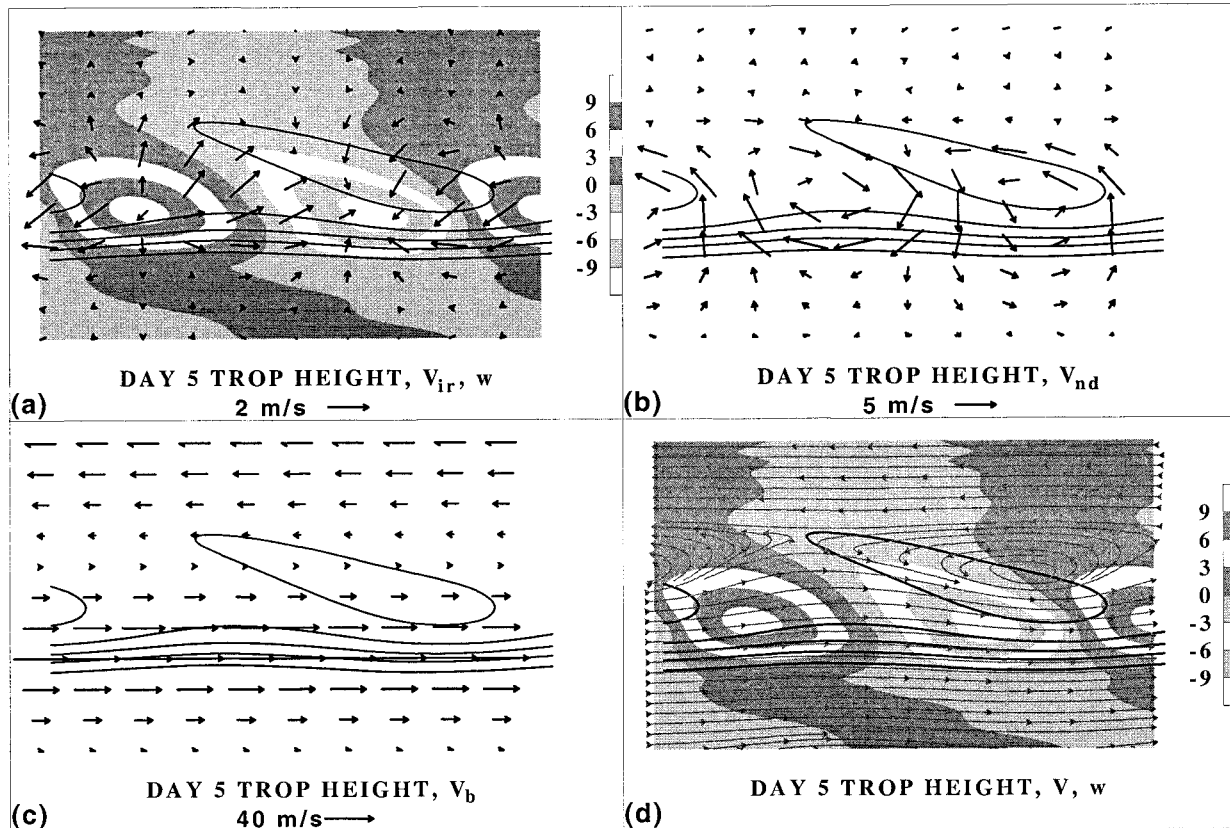 9
6
3
0
-3
-6
-9
DAY 5 TROP HEIGHT, V_ir, w
(a)
2 m/s
DAY 5 TROP HEIGHT, V_nd
(b)
5 m/s
DAY 5 TROP HEIGHT, V_b
(c)
40 m/s
9
6
3
0
-3
-6
-9
DAY 5 TROP HEIGHT, V, w
(d)